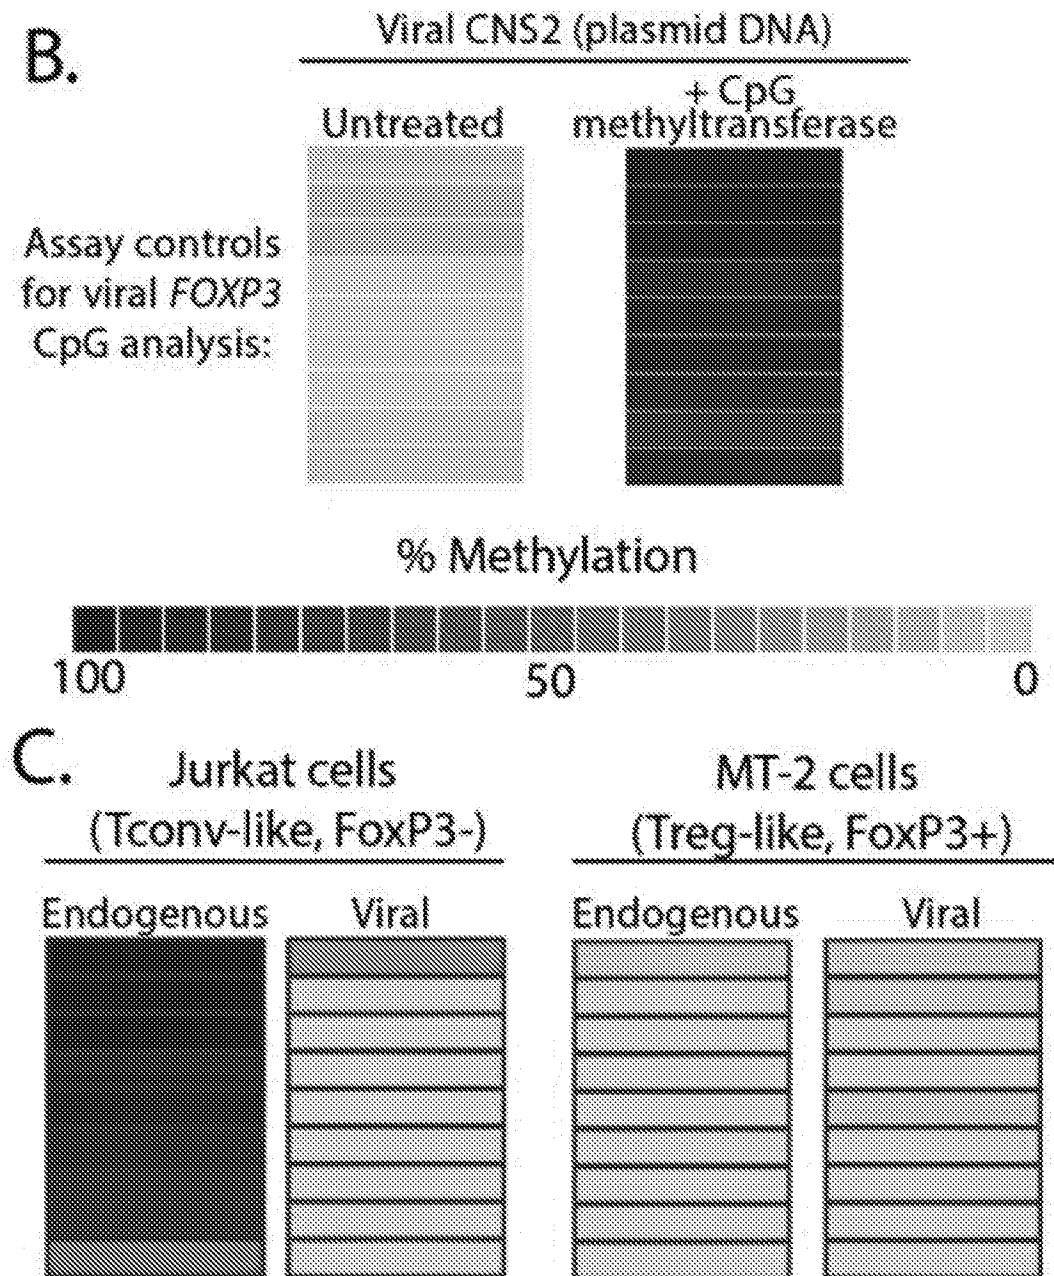 B.
Viral CNS2 (plasmid DNA)
Untreated
+ CpG
methyltransferase
Assay controls
for viral FOXP3
CpG analysis:
% Methylation
100 50 0
C.
Jurkat cells
(Tconv-like, FoxP3-)
MT-2 cells
(Treg-like, FoxP3+)
Endogenous Viral
Endogenous Viral